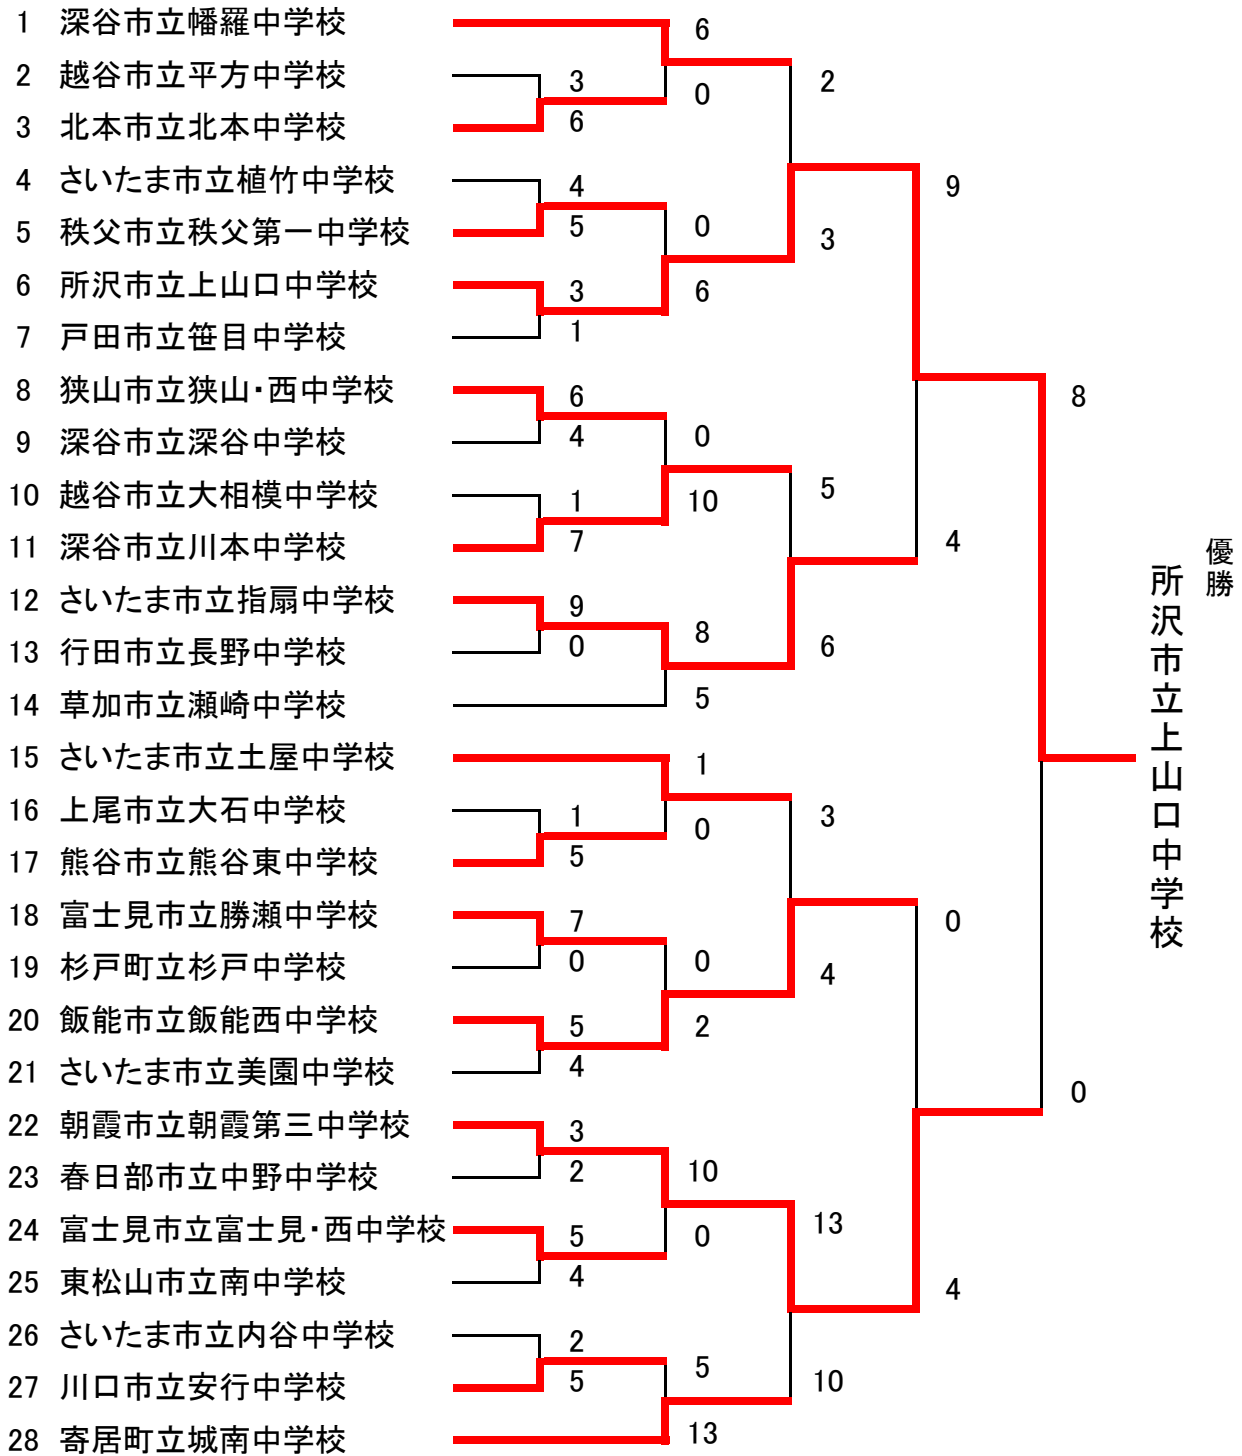 1 深谷市立幡羅中学校
6
2 越谷市立平方中学校
3
0
2
3 北本市立北本中学校
6
4 さいたま市立植竹中学校
4
9
5 秩父市立秩父第一中学校
5
0
3
6 所沢市立上山口中学校
3
6
7 戸田市立笹目中学校
1
8 狭山市立狭山・西中学校
6
8
9 深谷市立深谷中学校
4
0
10 越谷市立大相模中学校
1
10
5
11 深谷市立川本中学校
7
4
12 さいたま市立指扇中学校
9
13 行田市立長野中学校
0
8
6
14 草加市立瀬崎中学校
5
15 さいたま市立土屋中学校
1
16 上尾市立大石中学校
1
0
3
17 熊谷市立熊谷東中学校
5
18 富士見市立勝瀬中学校
7
0
19 杉戸町立杉戸中学校
0
0
4
20 飯能市立飯能西中学校
5
2
21 さいたま市立美園中学校
4
0
22 朝霞市立朝霞第三中学校
3
23 春日部市立中野中学校
2
10
24 富士見市立富士見・西中学校
5
0
13
25 東松山市立南中学校
4
4
26 さいたま市立内谷中学校
2
27 川口市立安行中学校
5
5
10
28 寄居町立城南中学校
13
優勝
所沢市立上山口中学校